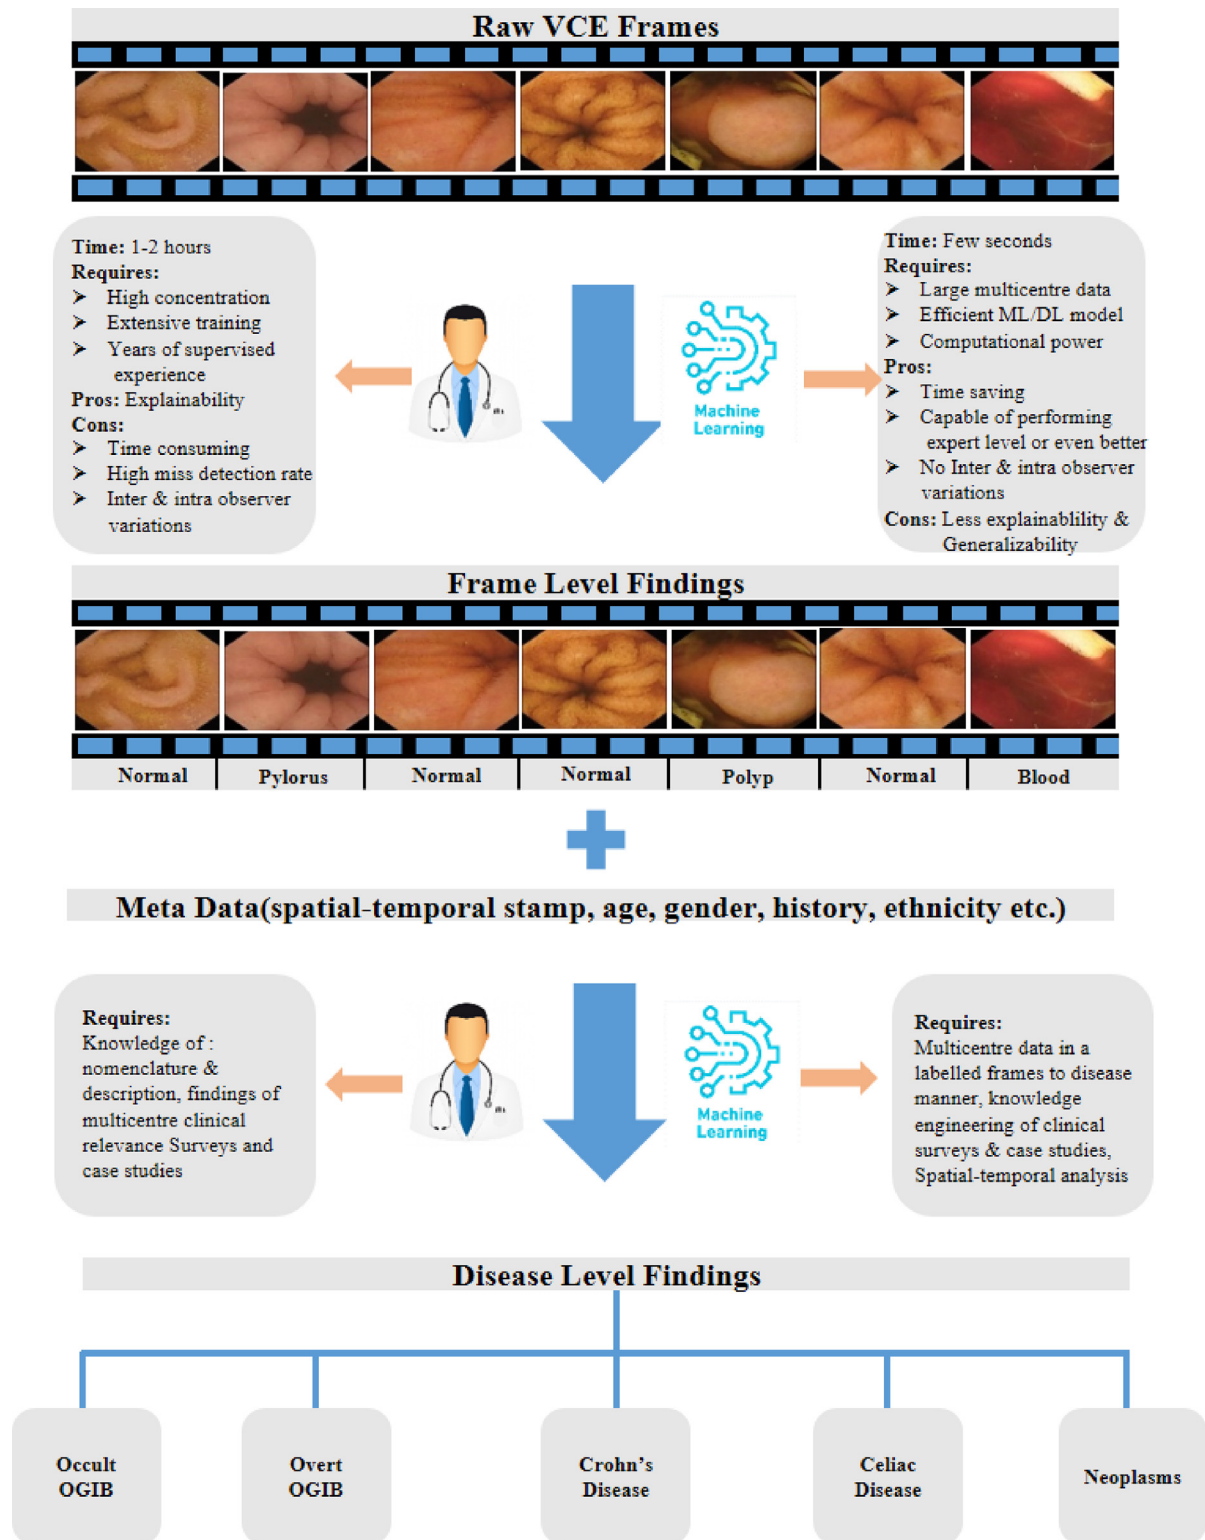 Raw VCE Frames
Time: 1-2 hours
Requires:
➢ High concentration
➢ Extensive training
➢ Years of supervised
experience
Pros: Explainability
Cons:
➢ Time consuming
➢ High miss detection rate
➢ Inter & intra observer
variations
Machine
Learning
Time: Few seconds
Requires:
➢ Large multicentre data
➢ Efficient ML/DL model
➢ Computational power
Pros:
➢ Time saving
➢ Capable of performing
expert level or even better
➢ No Inter & intra observer
variations
Cons: Less explainablility &
Generalizability
Frame Level Findings
Normal Pylorus Normal Normal Polyp Normal Blood
Meta Data(spatial-temporal stamp, age, gender, history, ethnicity etc.)
Requires:
Knowledge of :
nomenclature &
description, findings of
multicentre clinical
relevance Surveys and
case studies
Machine
Learning
Requires:
Multicentre data in a
labelled frames to disease
manner, knowledge
engineering of clinical
surveys & case studies,
Spatial-temporal analysis
Disease Level Findings
Occult
OGIB
Overt
OGIB
Crohn's
Disease
Celiac
Disease
Neoplasms